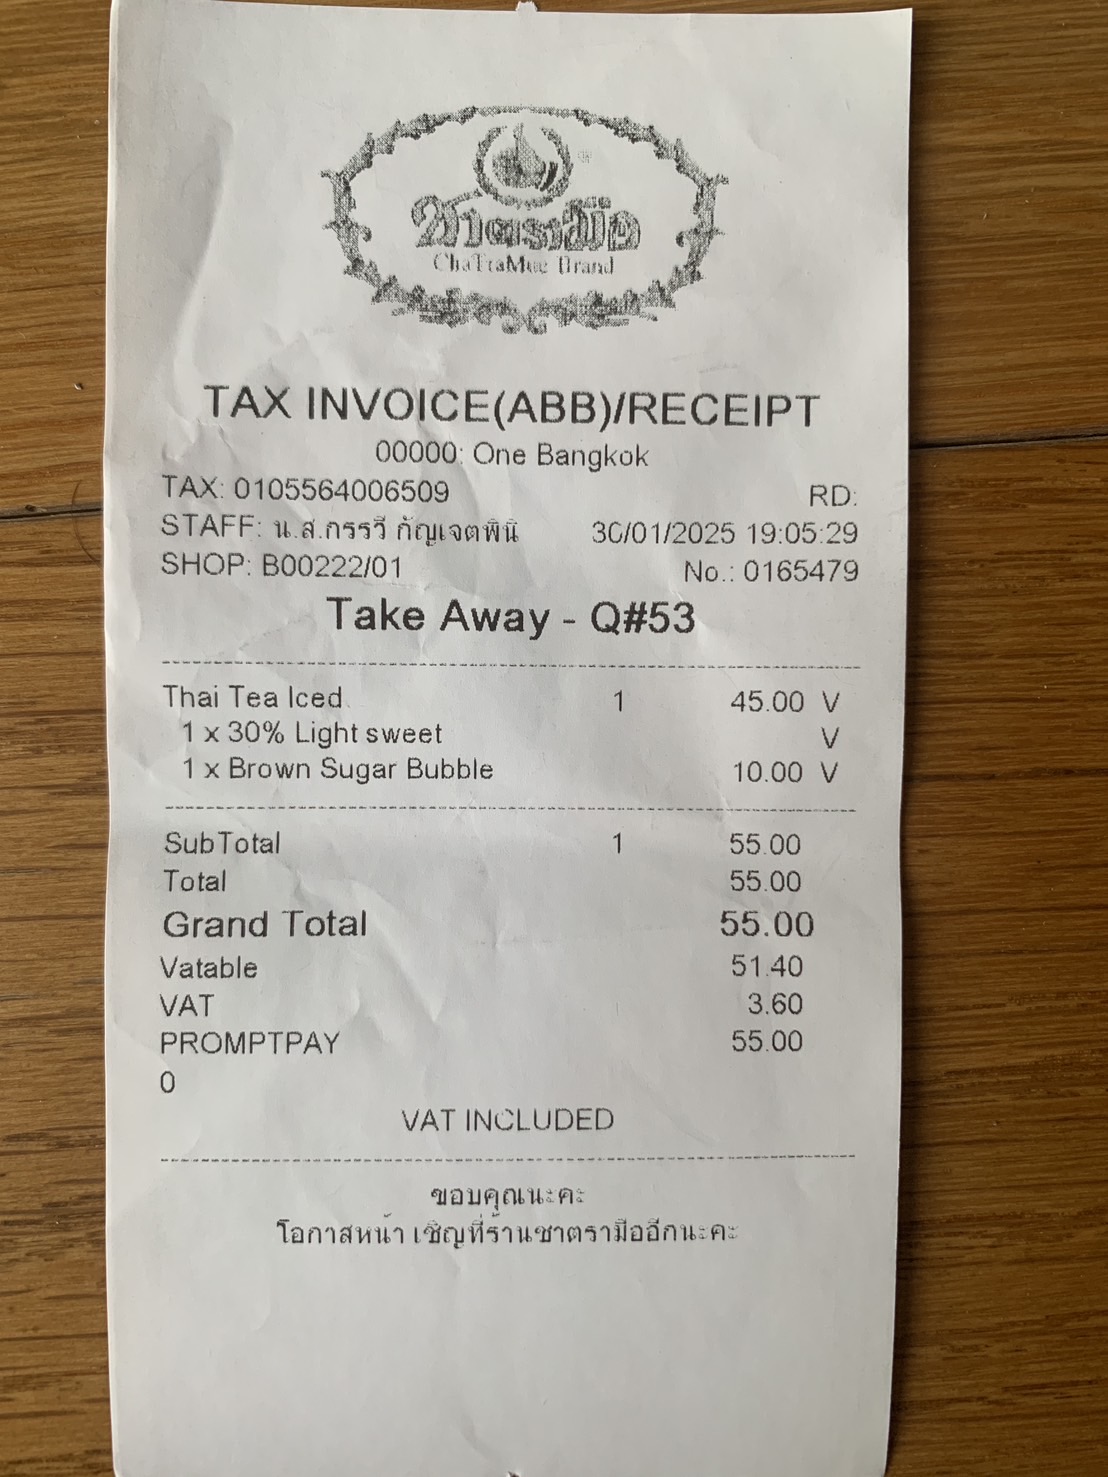 ชาตรามือ
ChaTraMue Brand
TAX INVOICE(ABB)/RECEIPT
00000: One Bangkok
TAX: 0105564006509 RD:
STAFF: น.ส.กรรวี กัญเจตพินิ 30/01/2025 19:05:29
SHOP: B00222/01 No.: 0165479
Take Away - Q#53
Thai Tea Iced 1 45.00 V
1 x 30% Light sweet V
1 x Brown Sugar Bubble 10.00 V
SubTotal 1 55.00
Total 55.00
Grand Total 55.00
Vatable 51.40
VAT 3.60
PROMPTPAY 55.00
0
VAT INCLUDED
ขอบคุณนะคะ
โอกาสหน้า เชิญที่ร้านชาตรามืออีกนะคะ